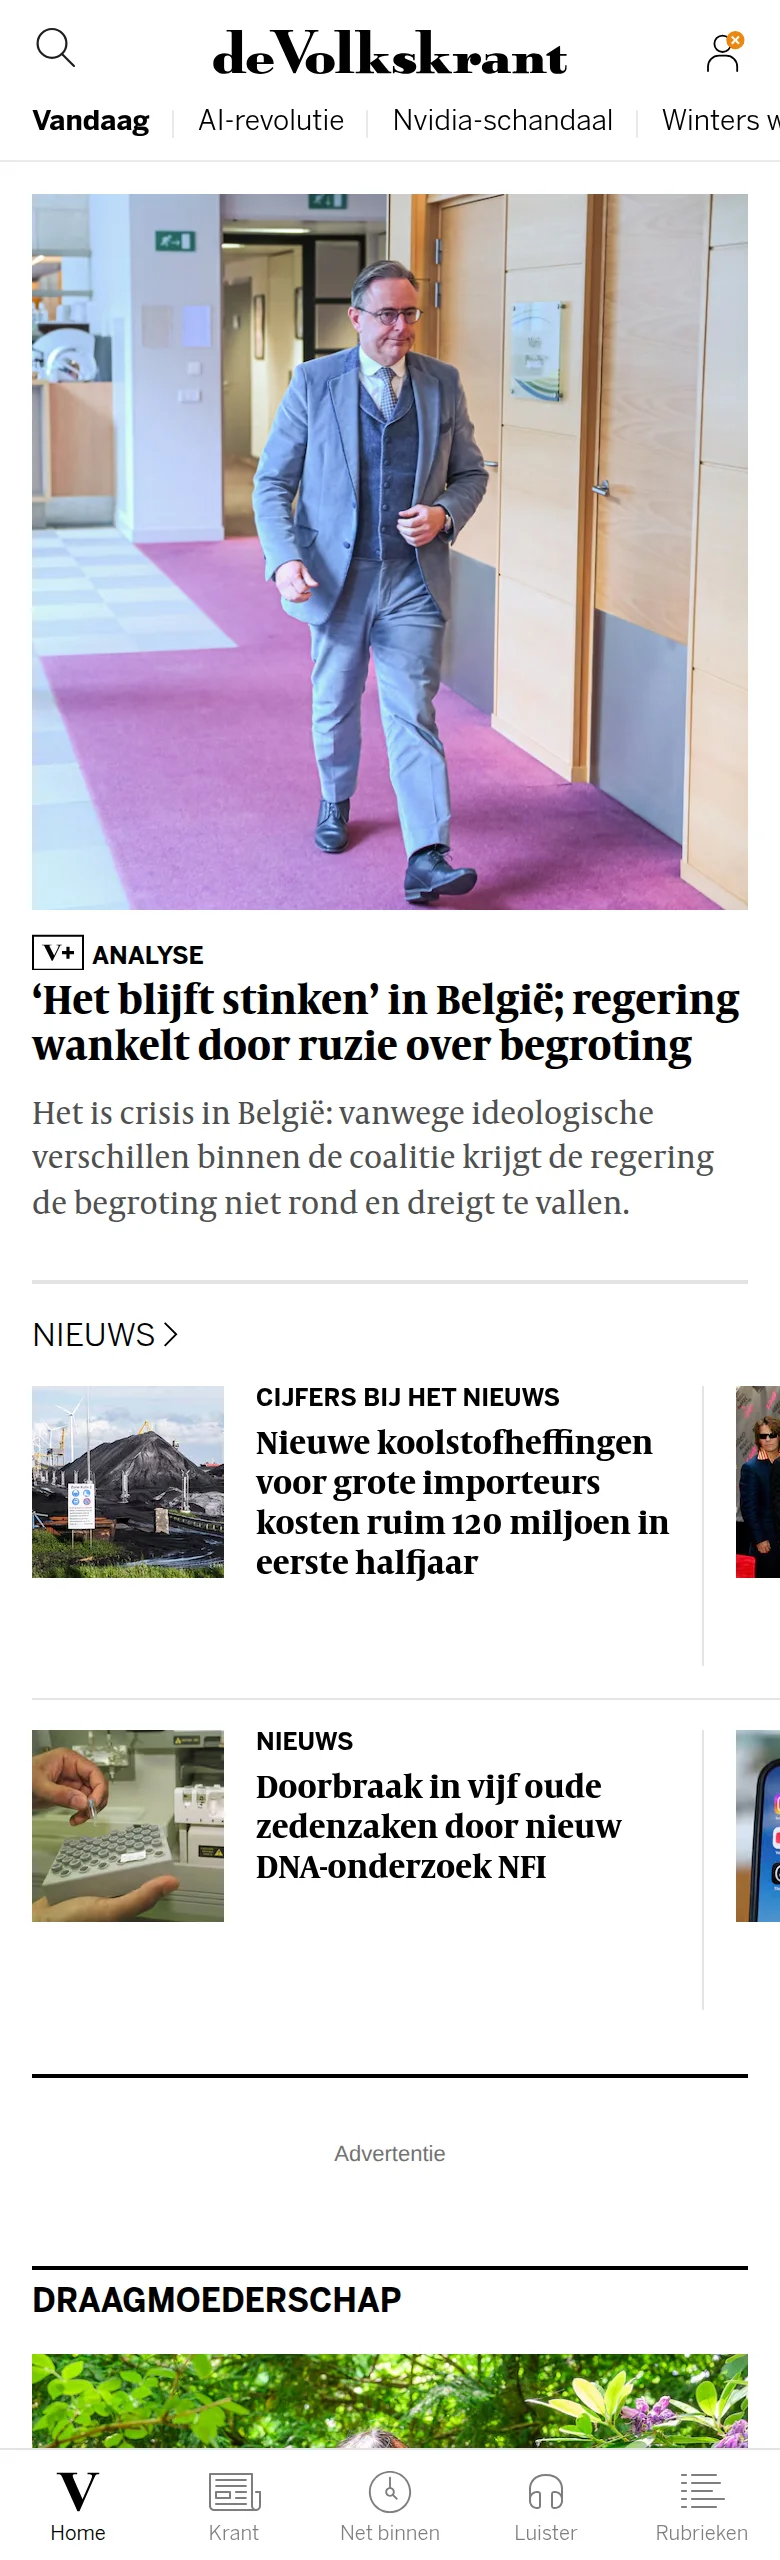 deVolkskrant
Vandaag
AI-revolutie
Nvidia-schandaal
Winters w
V+ ANALYSE
‘Het blijft stinken’ in België; regering
wankelt door ruzie over begroting
Het is crisis in België: vanwege ideologische
verschillen binnen de coalitie krijgt de regering
de begroting niet rond en dreigt te vallen.
NIEUWS
CIJFERS BIJ HET NIEUWS
Nieuwe koolstofheffingen
voor grote importeurs
kosten ruim 120 miljoen in
eerste halfjaar
NIEUWS
Doorbraak in vijf oude
zedenzaken door nieuw
DNA-onderzoek NFI
Advertentie
DRAAGMOEDERSCHAP
V
Home
Krant
Net binnen
Luister
Rubrieken